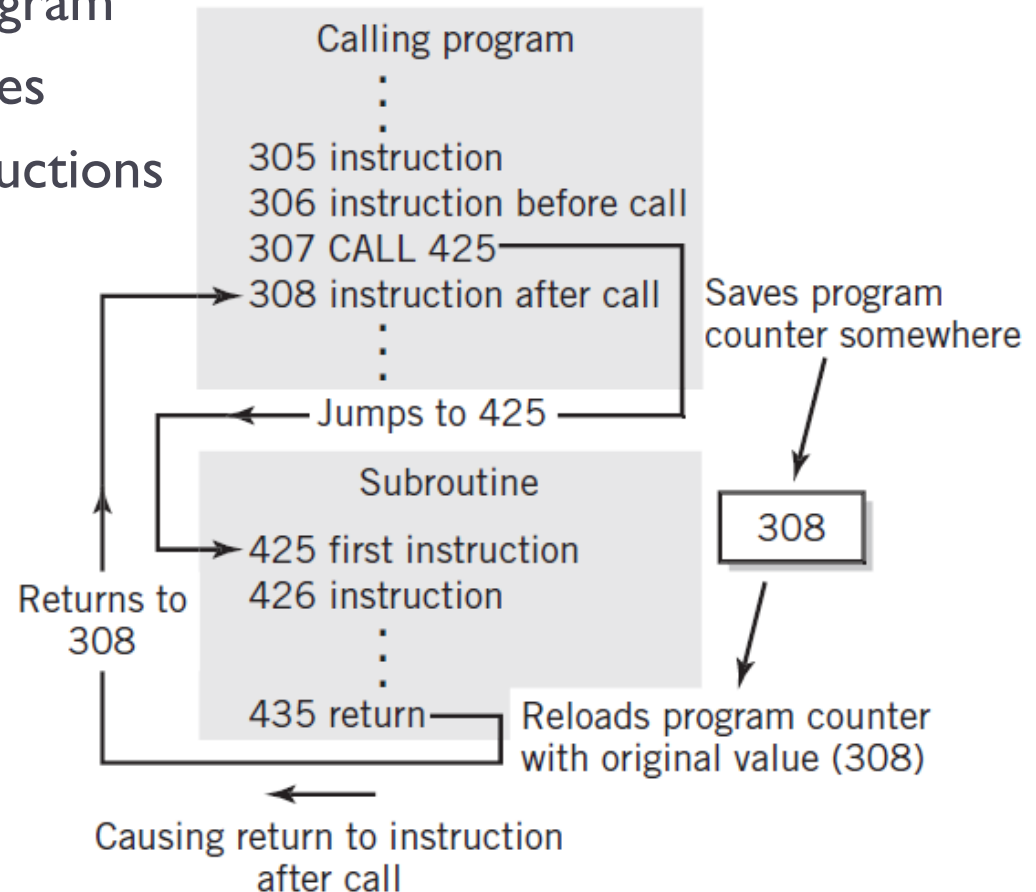 Calling program
305 instruction
306 instruction before call
307 CALL 425
308 instruction after call
Saves program
counter somewhere
Jumps to 425
Subroutine
308
425 first instruction
426 instruction
Returns to
308
435 return
Reloads program counter
with original value (308)
Causing return to instruction
after call